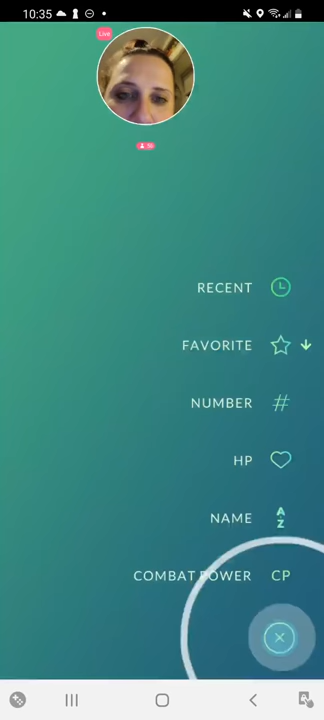 10:35
Live
RECENT
FAVORITE
NUMBER
HP
NAME
A
Z
COMBAT POWER CP